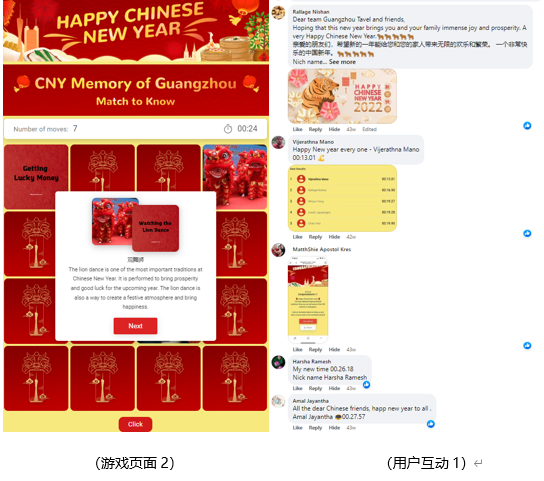 HAPPY CHINESE
NEW YEAR
CNY Memory of Guangzhou
Match to Know
Number of moves: 7
00:24
Getting
Lucky Money
Watching the
Lion Dance
The lion dance is one of the most important traditions at
Chinese New Year. It is performed to bring prosperity
and good luck for the upcoming year. The lion dance is
also a way to create a festive atmosphere and bring
happiness.
Next
Click
(游戏页面 2)
Rallage Nishan
Dear team Guangzhou Tavel and friends,
Hoping that this new year brings you and your family immense joy and prosperity. A
very Happy Chinese New Year.🐅🐅🐅🐅🐅
亲爱的朋友们，希望新的一年能给您和您的家人带来无限的欢乐和繁荣。 一个非常快
乐的中国新年。🐅🐅🐅🐅🐅
Nich name... See more
HAPPY
CHINESE
NEW YEAR
2022
Like Reply Hide 43w Edited
Vijerathna Mano
Happy New year every one - Vijerathna Mano
00:13.01
Like Reply Hide 42w
MatthShie Apostol Kres
Like Reply Hide 43w
Harsha Ramesh
My new time 00.26.18
Nick name Harsha Ramesh
Like Reply Hide 43w
Amal Jayantha
All the dear Chinese friends, happ new year to all .
Amal Jayantha 00:27.57
Like Reply Hide 43w
(用户互动 1)